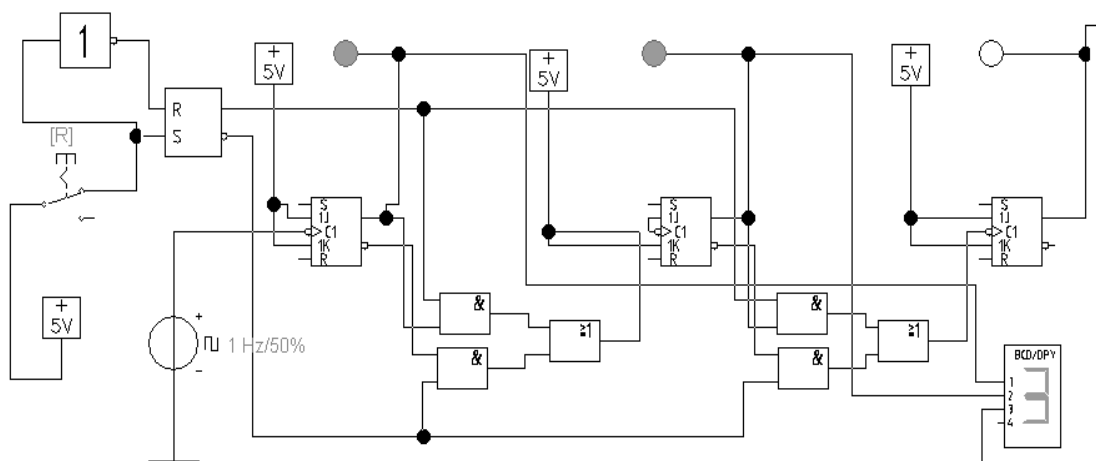 1
+
5V
+
5V
+
5V
R
S
[R]
S
1J
C1
1K
R
S
1J
C1
1K
R
S
1J
C1
1K
R
&
&
≥1
&
&
≥1
+
5V
+
1 Hz/50%
-
BCD/DPY
1
2
3
4
3